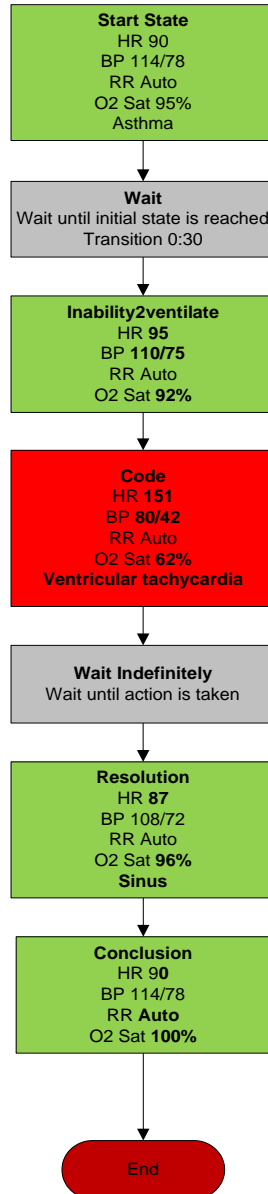 Start State
HR 90
BP 114/78
RR Auto
O2 Sat 95%
Asthma
Wait
Wait until initial state is reached
Transition 0:30
Inability2ventilate
HR 95
BP 110/75
RR Auto
O2 Sat 92%
Code
HR 151
BP 80/42
RR Auto
O2 Sat 62%
Ventricular tachycardia
Wait Indefinitely
Wait until action is taken
Resolution
HR 87
BP 108/72
RR Auto
O2 Sat 96%
Sinus
Conclusion
HR 90
BP 114/78
RR Auto
O2 Sat 100%
End